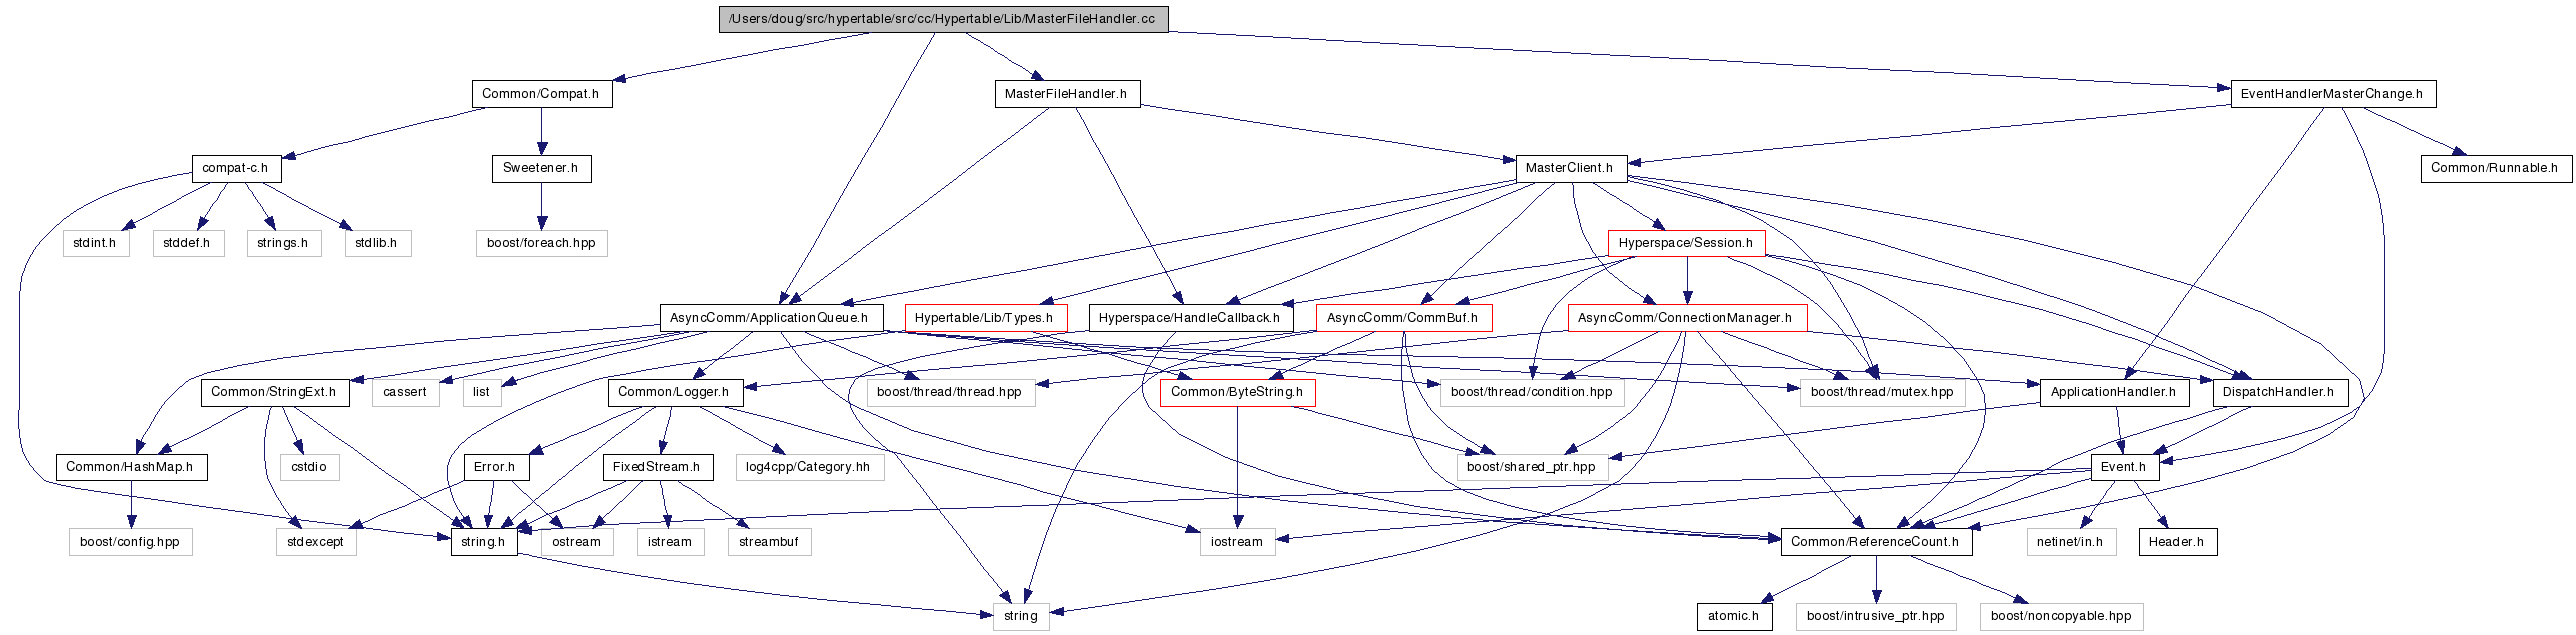 /Users/doug/src/hypertable/src/cc/Hypertable/Lib/MasterFileHandler.cc
Common/Compat.h
MasterFileHandler.h
EventHandlerMasterChange.h
compat-c.h
Sweetener.h
MasterClient.h
Common/Runnable.h
stdint.h
stddef.h
strings.h
stdlib.h
boost/foreach.hpp
Hyperspace/Session.h
AsyncComm/ApplicationQueue.h
Hypertable/Lib/Types.h
Hyperspace/HandleCallback.h
AsyncComm/CommBuf.h
AsyncComm/ConnectionManager.h
Common/StringExt.h
cassert
list
Common/Logger.h
boost/thread/thread.hpp
Common/ByteString.h
boost/thread/condition.hpp
boost/thread/mutex.hpp
ApplicationHandler.h
DispatchHandler.h
Common/HashMap.h
cstdio
Error.h
FixedStream.h
log4cpp/Category.hh
boost/shared_ptr.hpp
Event.h
boost/config.hpp
stdexcept
string.h
ostream
istream
streambuf
iostream
Common/ReferenceCount.h
netinet/in.h
Header.h
string
atomic.h
boost/intrusive_ptr.hpp
boost/noncopyable.hpp